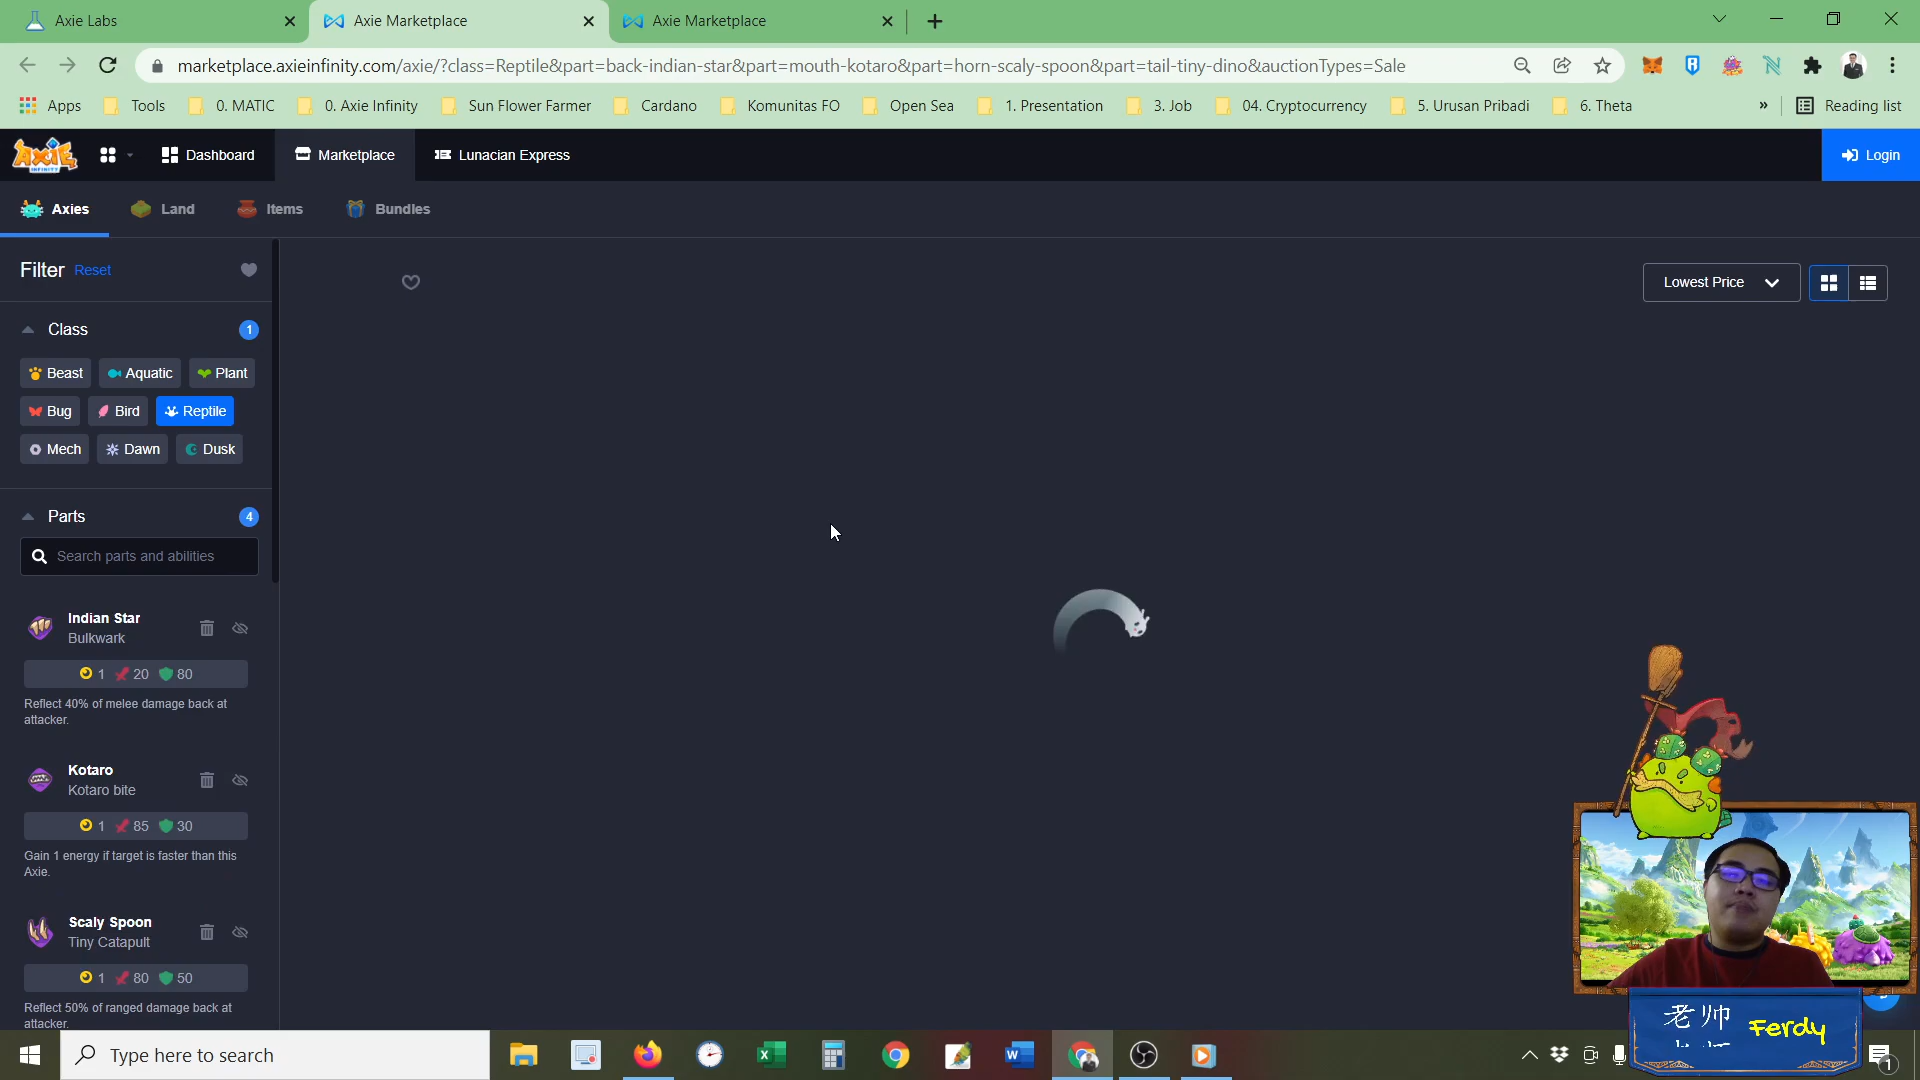 Axie Labs
Axie Marketplace
Axie Marketplace
marketplace.axieinfinity.com/axie/?class=Reptile&part=back-indian-star&part=mouth-kotaro&part=horn-scaly-spoon&part=tail-tiny-dino&auctionTypes=Sale
Apps Tools 0. MATIC 0. Axie Infinity Sun Flower Farmer Cardano Komunitas FO Open Sea 1. Presentation 3. Job 04. Cryptocurrency 5. Urusan Pribadi 6. Theta » Reading list
AXIE INFINITY Dashboard Marketplace Lunacian Express Login
Axies Land Items Bundles
Filter Reset
Lowest Price
Class 1
Beast Aquatic Plant
Bug Bird Reptile
Mech Dawn Dusk
Parts 4
Search parts and abilities
Indian Star
Bulkwark
1 20 80
Reflect 40% of melee damage back at
attacker.
Kotaro
Kotaro bite
1 85 30
Gain 1 energy if target is faster than this
Axie.
Scaly Spoon
Tiny Catapult
1 80 50
Reflect 50% of ranged damage back at
attacker.
老帅 Ferdy
Type here to search
1